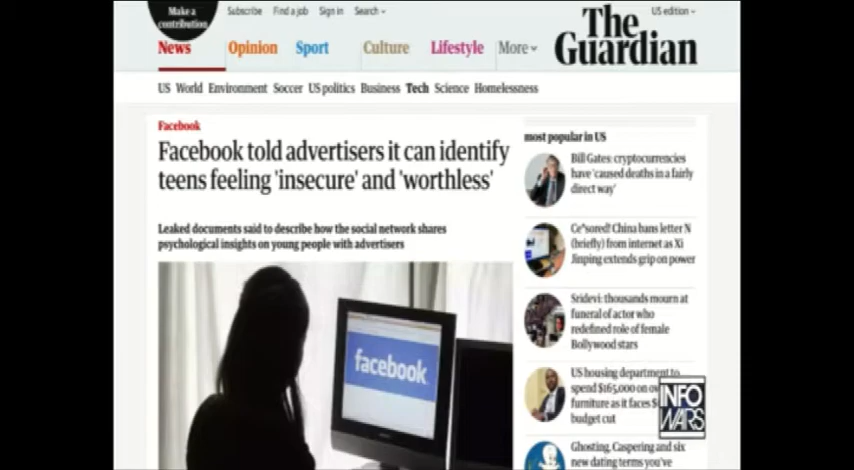 Make a
contribution
Subscribe Find a job Sign in Search
US edition
The
Guardian
News Opinion Sport Culture Lifestyle More
US World Environment Soccer US politics Business Tech Science Homelessness
Facebook
Facebook told advertisers it can identify
teens feeling 'insecure' and 'worthless'
Leaked documents said to describe how the social network shares
psychological insights on young people with advertisers
facebook
most popular in US
Bill Gates: cryptocurrencies
have 'caused deaths in a fairly
direct way'
Ce*sored! China bans letter N
(briefly) from internet as Xi
Jinping extends grip on power
Sridevi: thousands mourn at
funeral of actor who
redefined role of female
Bollywood stars
US housing department to
spend $165,000 on
furniture as it faces
budget cut
Ghosting, Caspering and six
new dating terms you've
INFO
WARS